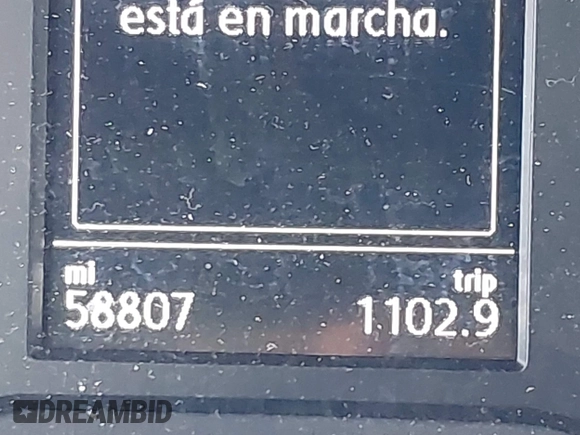 está en marcha.
mi trip
58807 1102.9
DREAMBID